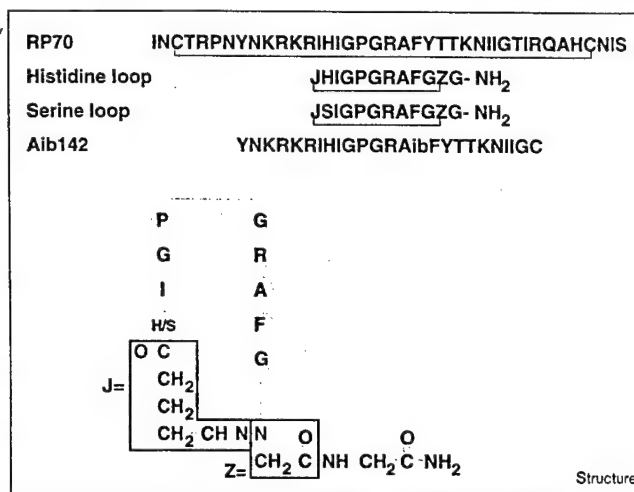 RP70 INCTRPNYNKRKRIHIGPGRAFYTTKNIIGTIRQAHCNIS
Histidine loop JHIGPGRAFGZG- NH2
Serine loop JSIGPGRAFGZG- NH2
Aib142 YNKRKRIHIGPGRAibFYTTKNIIGC
P G
G R
I A
H/S F
O C G
J= CH2
CH2
CH2 CH N N O O
Z= CH2 C NH CH2 C -NH2
Structure